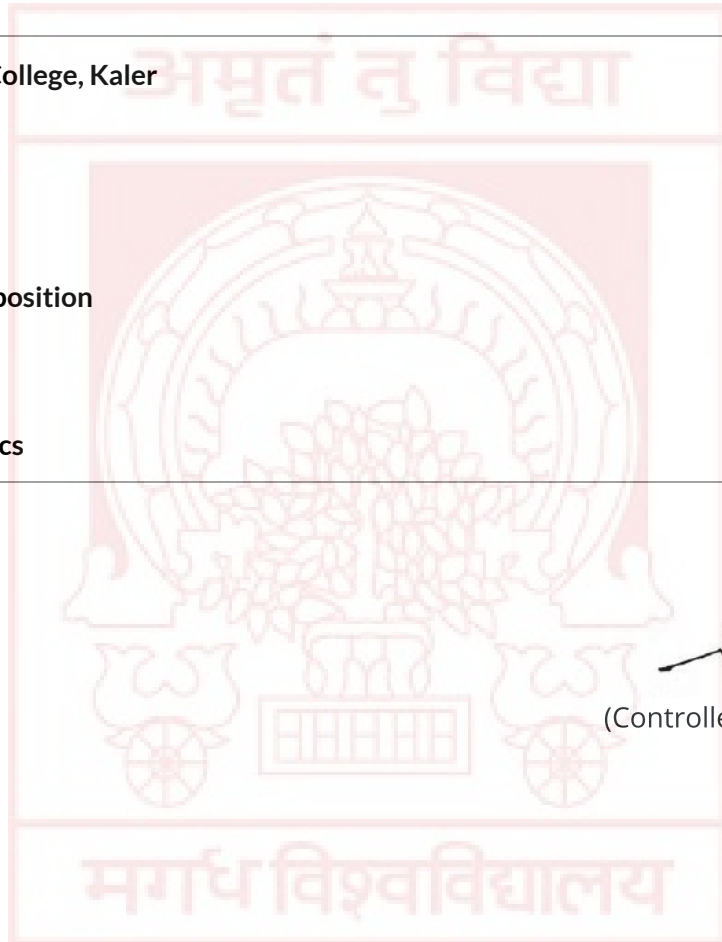 अमृतं तु विद्या
College, Kaler
position
cs
(Controlle
मगध विश्वविद्यालय